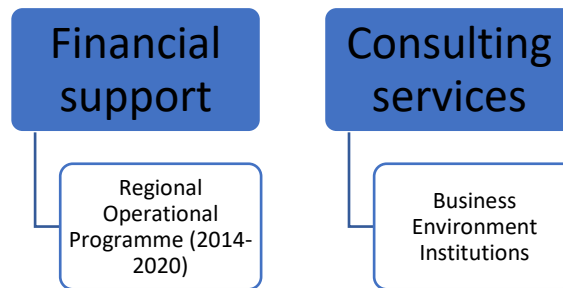 Financial
support
Regional
Operational
Programme (2014-
2020)
Consulting
services
Business
Environment
Institutions